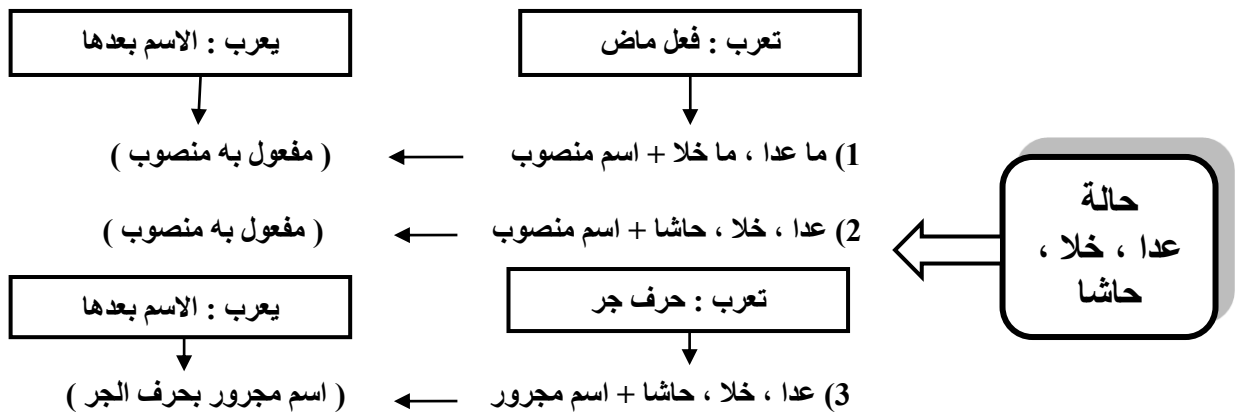 تعرب : فعل ماض
يعرب : الاسم بعدها
1) ما عدا ، ما خلا + اسم منصوب
( مفعول به منصوب )
حالة
عدا ، خلا ،
حاشا
2) عدا ، خلا ، حاشا + اسم منصوب
( مفعول به منصوب )
تعرب : حرف جر
يعرب : الاسم بعدها
3) عدا ، خلا ، حاشا + اسم مجرور
( اسم مجرور بحرف الجر )